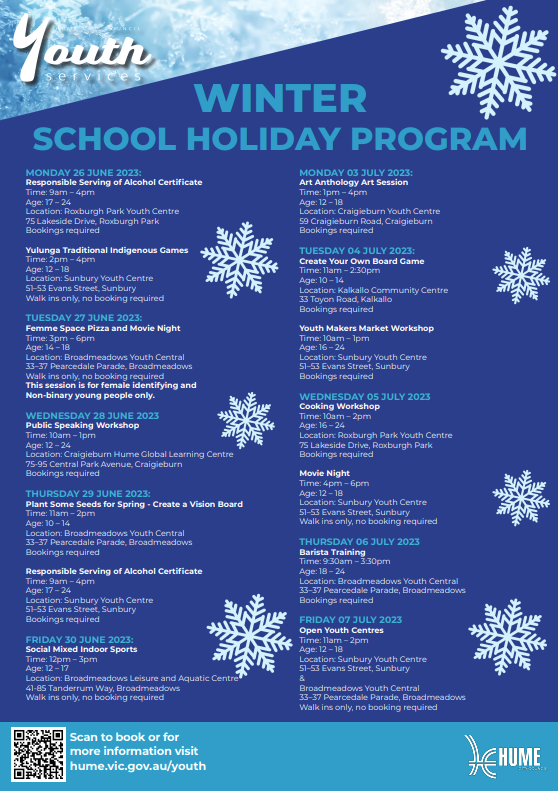 Youth
services
WINTER
SCHOOL HOLIDAY PROGRAM
MONDAY 26 JUNE 2023:
Responsible Serving of Alcohol Certificate
Time: 9am – 4pm
Age: 17 – 24
Location: Roxburgh Park Youth Centre
75 Lakeside Drive, Roxburgh Park
Bookings required
Yulunga Traditional Indigenous Games
Time: 2pm – 4pm
Age: 12 – 18
Location: Sunbury Youth Centre
51–53 Evans Street, Sunbury
Walk ins only, no booking required
TUESDAY 27 JUNE 2023:
Femme Space Pizza and Movie Night
Time: 3pm – 6pm
Age: 14 – 18
Location: Broadmeadows Youth Central
33–37 Pearcedale Parade, Broadmeadows
Walk ins only, no booking required
This session is for female identifying and
Non-binary young people only.
WEDNESDAY 28 JUNE 2023
Public Speaking Workshop
Time: 10am – 1pm
Age: 12 – 24
Location: Craigieburn Hume Global Learning Centre
75-95 Central Park Avenue, Craigieburn
Bookings required
THURSDAY 29 JUNE 2023:
Plant Some Seeds for Spring - Create a Vision Board
Time: 11am – 2pm
Age: 10 – 14
Location: Broadmeadows Youth Central
33–37 Pearcedale Parade, Broadmeadows
Bookings required
Responsible Serving of Alcohol Certificate
Time: 9am – 4pm
Age: 17 – 24
Location: Sunbury Youth Centre
51–53 Evans Street, Sunbury
Bookings required
FRIDAY 30 JUNE 2023:
Social Mixed Indoor Sports
Time: 12pm – 3pm
Age: 12 – 17
Location: Broadmeadows Leisure and Aquatic Centre
41-85 Tanderrum Way, Broadmeadows
Walk ins only, no booking required
MONDAY 03 JULY 2023:
Art Anthology Art Session
Time: 1pm – 4pm
Age: 12 – 18
Location: Craigieburn Youth Centre
59 Craigieburn Road, Craigieburn
Bookings required
TUESDAY 04 JULY 2023:
Create Your Own Board Game
Time: 11am – 2:30pm
Age: 10 – 14
Location: Kalkallo Community Centre
33 Toyon Road, Kalkallo
Bookings required
Youth Makers Market Workshop
Time: 10am – 1pm
Age: 16 – 24
Location: Sunbury Youth Centre
51–53 Evans Street, Sunbury
Bookings required
WEDNESDAY 05 JULY 2023
Cooking Workshop
Time: 10am – 2pm
Age: 16 – 24
Location: Roxburgh Park Youth Centre
75 Lakeside Drive, Roxburgh Park
Bookings required
Movie Night
Time: 4pm – 6pm
Age: 12 – 18
Location: Sunbury Youth Centre
51–53 Evans Street, Sunbury
Walk ins only, no booking required
THURSDAY 06 JULY 2023
Barista Training
Time: 9:30am – 3:30pm
Age: 18 – 24
Location: Broadmeadows Youth Central
33–37 Pearcedale Parade, Broadmeadows
Bookings required
FRIDAY 07 JULY 2023
Open Youth Centres
Time: 11am – 2pm
Age: 12 – 18
Location: Sunbury Youth Centre
51–53 Evans Street, Sunbury
&
Broadmeadows Youth Central
33–37 Pearcedale Parade, Broadmeadows
Walk ins only, no booking required
Scan to book or for
more information visit
hume.vic.gov.au/youth
HUME